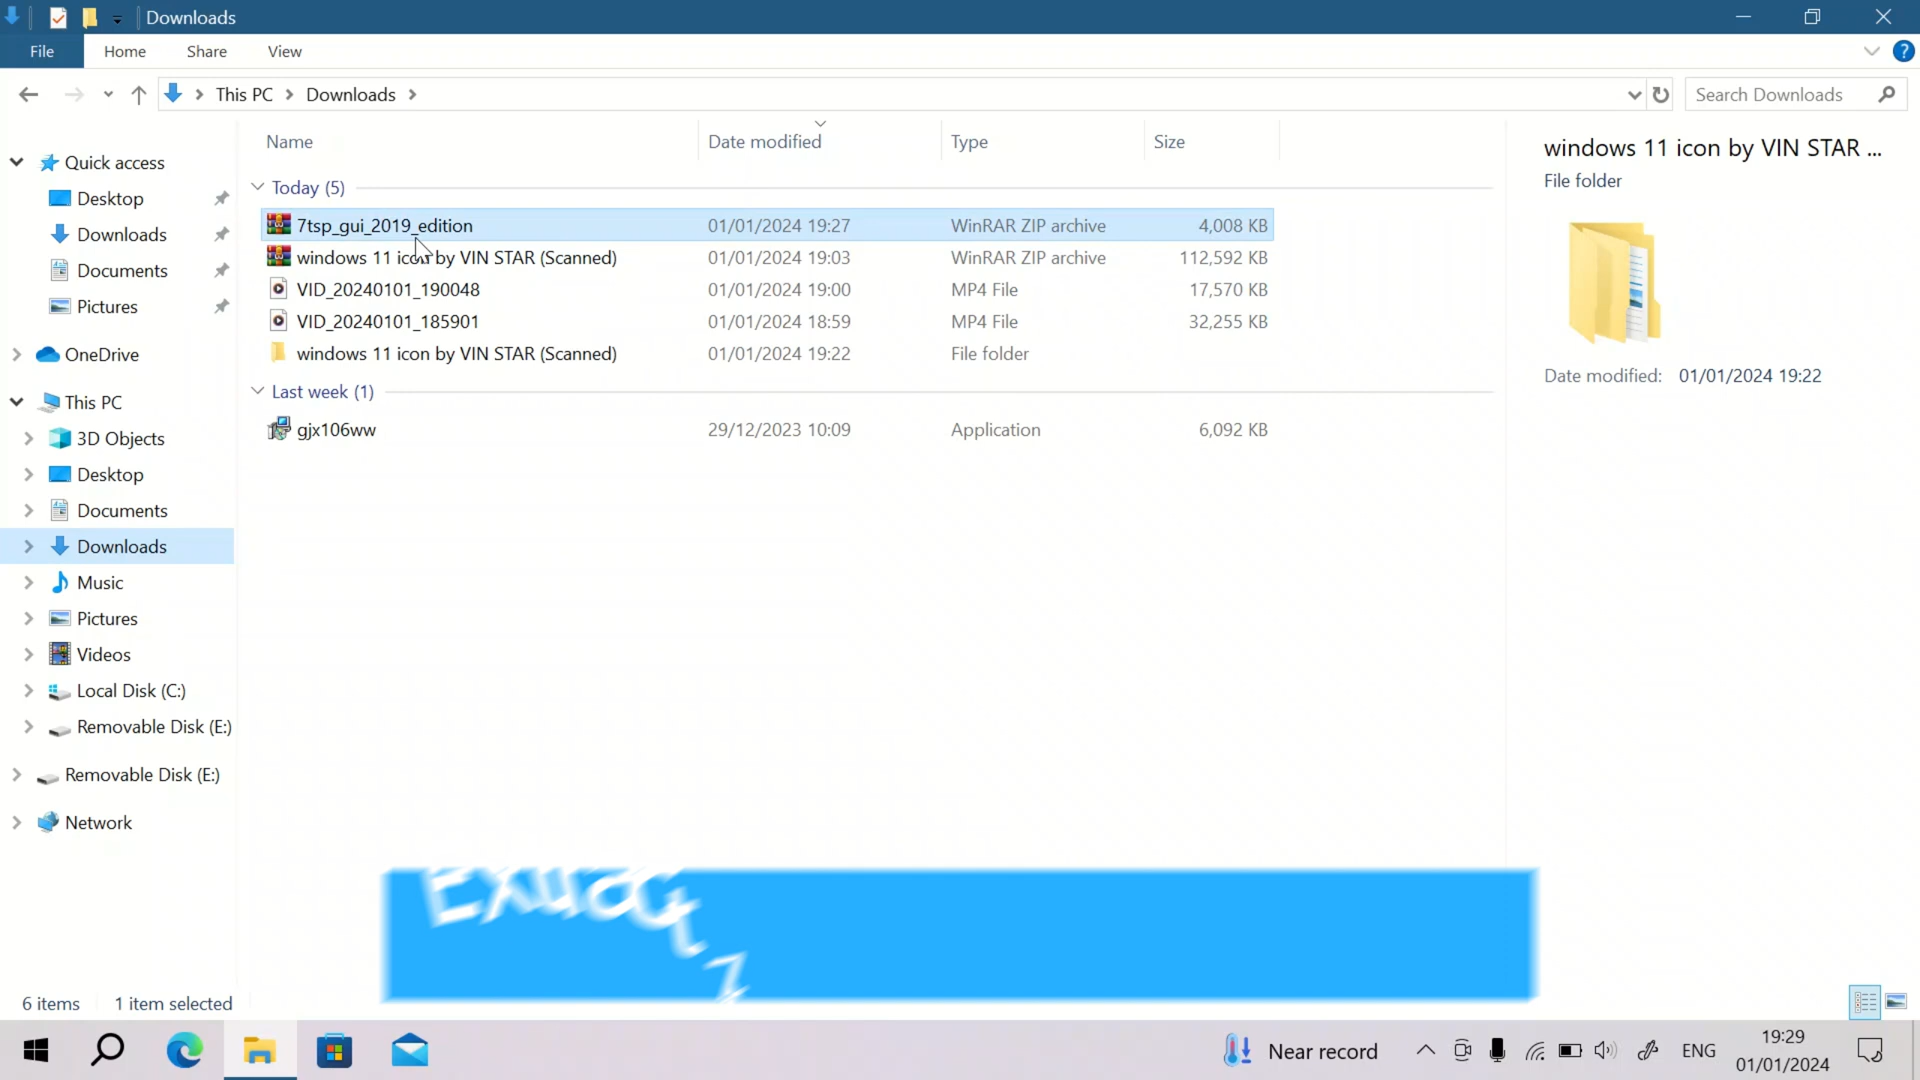 Downloads
File Home Share View
This PC Downloads
Search Downloads
Quick access
Desktop
Downloads
Documents
Pictures
OneDrive
This PC
3D Objects
Desktop
Documents
Downloads
Music
Pictures
Videos
Local Disk (C:)
Removable Disk (E:)
Removable Disk (E:)
Network
Name Date modified Type Size
Today (5)
7tsp_gui_2019_edition 01/01/2024 19:27 WinRAR ZIP archive 4,008 KB
windows 11 icon by VIN STAR (Scanned) 01/01/2024 19:03 WinRAR ZIP archive 112,592 KB
VID_20240101_190048 01/01/2024 19:00 MP4 File 17,570 KB
VID_20240101_185901 01/01/2024 18:59 MP4 File 32,255 KB
windows 11 icon by VIN STAR (Scanned) 01/01/2024 19:22 File folder
Last week (1)
gjx106ww 29/12/2023 10:09 Application 6,092 KB
windows 11 icon by VIN STAR ...
File folder
Date modified: 01/01/2024 19:22
Extract
7
6 items 1 item selected
Near record
ENG
19:29
01/01/2024